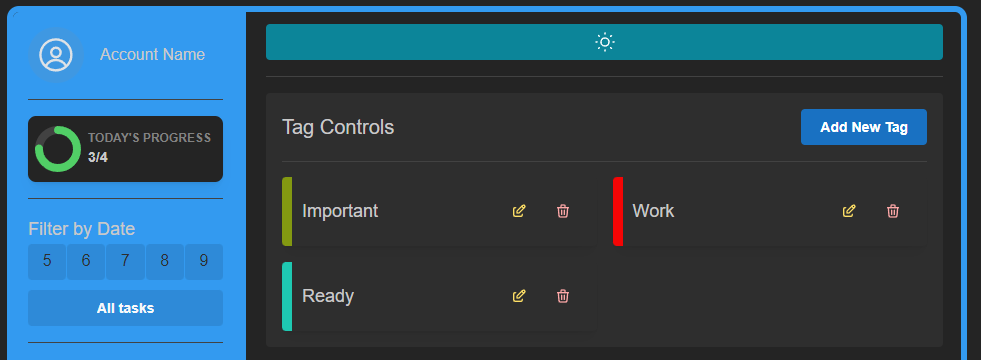 Account Name
TODAY'S PROGRESS
3/4
Filter by Date
5 6 7 8 9
All tasks
Tag Controls
Add New Tag
Important
Work
Ready